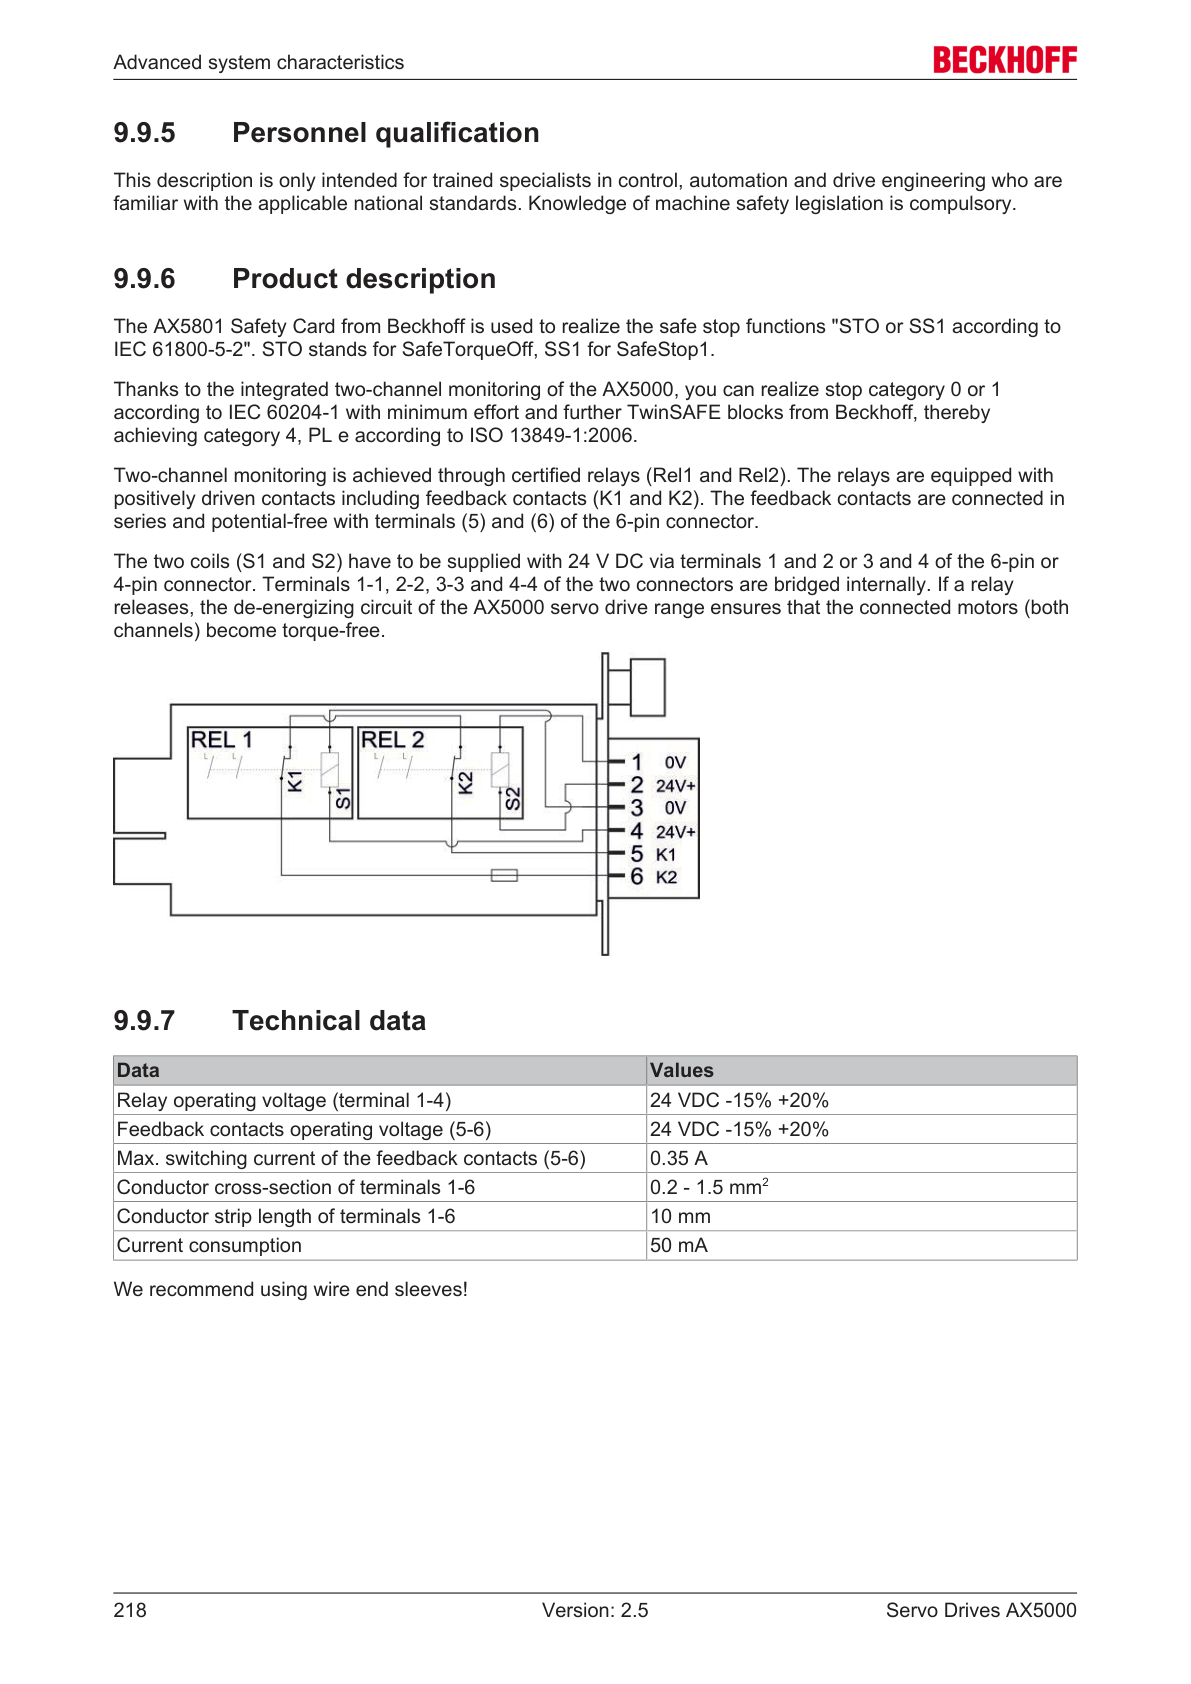 Advanced system characteristics
BECKHOFF
9.9.5 Personnel qualification
This description is only intended for trained specialists in control, automation and drive engineering who are
familiar with the applicable national standards. Knowledge of machine safety legislation is compulsory.
9.9.6 Product description
The AX5801 Safety Card from Beckhoff is used to realize the safe stop functions "STO or SS1 according to
IEC 61800-5-2". STO stands for SafeTorqueOff, SS1 for SafeStop1.
Thanks to the integrated two-channel monitoring of the AX5000, you can realize stop category 0 or 1
according to IEC 60204-1 with minimum effort and further TwinSAFE blocks from Beckhoff, thereby
achieving category 4, PL e according to ISO 13849-1:2006.
Two-channel monitoring is achieved through certified relays (Rel1 and Rel2). The relays are equipped with
positively driven contacts including feedback contacts (K1 and K2). The feedback contacts are connected in
series and potential-free with terminals (5) and (6) of the 6-pin connector.
The two coils (S1 and S2) have to be supplied with 24 V DC via terminals 1 and 2 or 3 and 4 of the 6-pin or
4-pin connector. Terminals 1-1, 2-2, 3-3 and 4-4 of the two connectors are bridged internally. If a relay
releases, the de-energizing circuit of the AX5000 servo drive range ensures that the connected motors (both
channels) become torque-free.
REL 1
L L
K1
S1
REL 2
L L
K2
S2
1 0V
2 24V+
3 0V
4 24V+
5 K1
6 K2
9.9.7 Technical data
Data Values
Relay operating voltage (terminal 1-4) 24 VDC -15% +20%
Feedback contacts operating voltage (5-6) 24 VDC -15% +20%
Max. switching current of the feedback contacts (5-6) 0.35 A
Conductor cross-section of terminals 1-6 0.2 - 1.5 mm²
Conductor strip length of terminals 1-6 10 mm
Current consumption 50 mA
We recommend using wire end sleeves!
218 Version: 2.5 Servo Drives AX5000